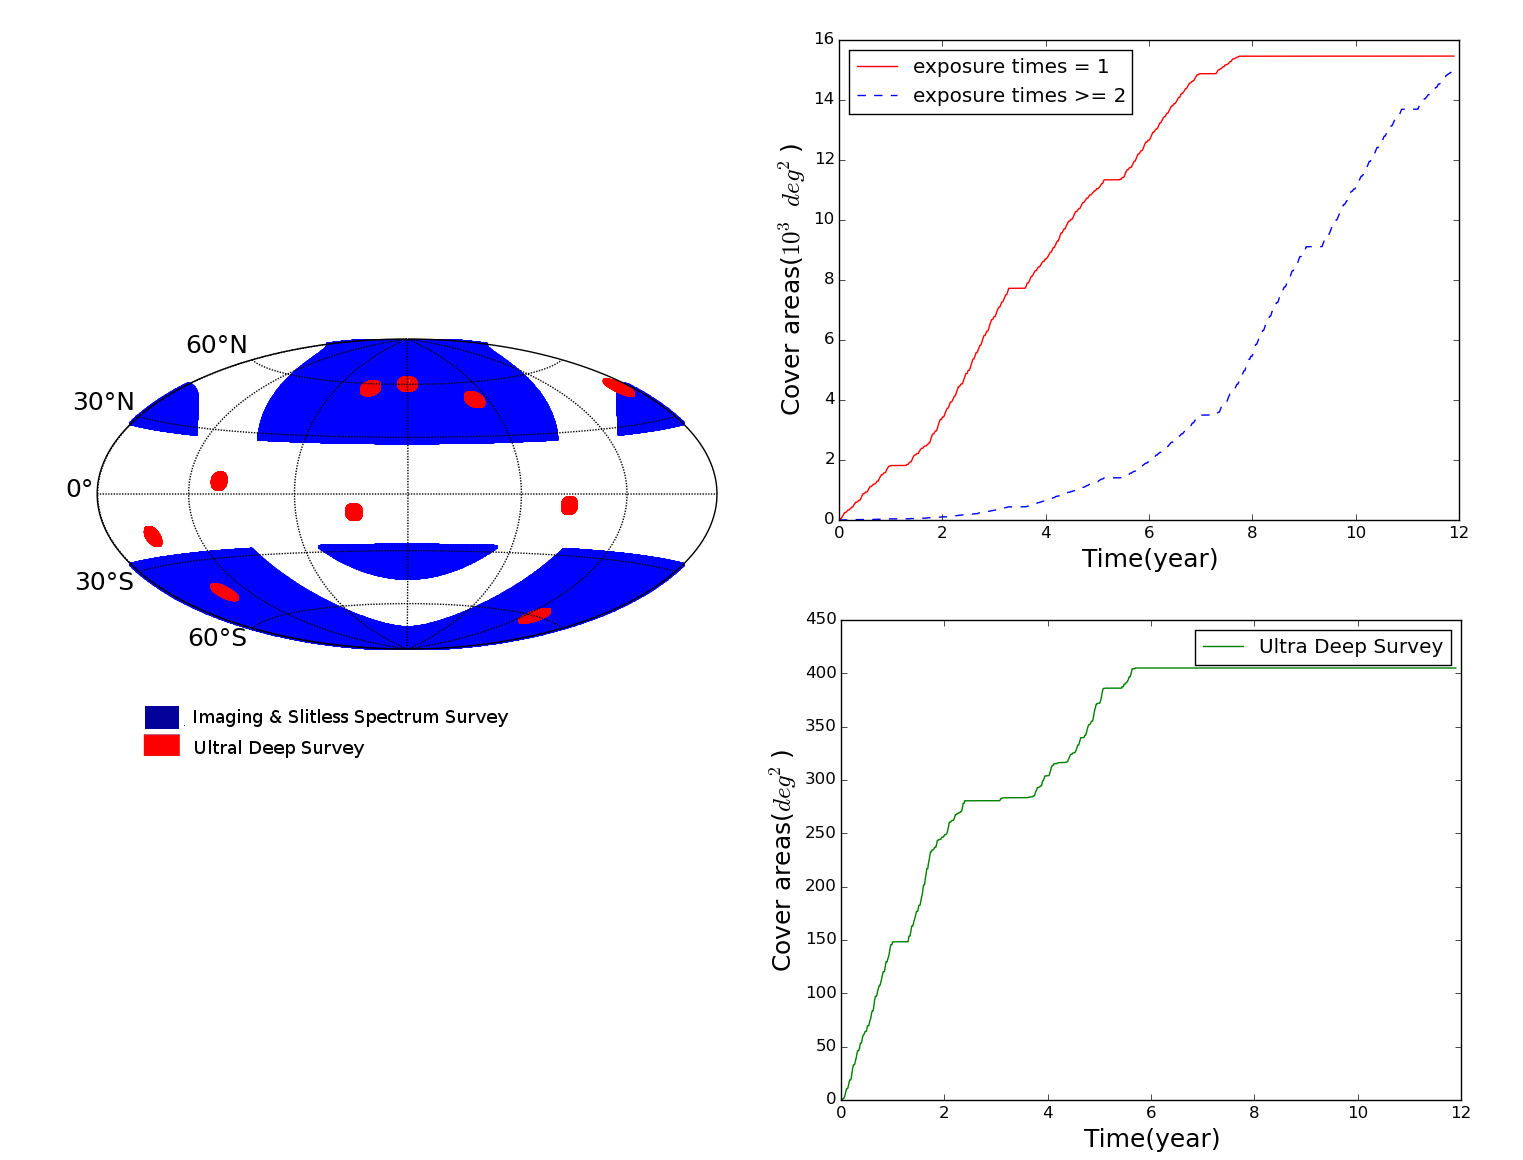 60°N
30°N
0°
30°S
60°S
Imaging & Slitless Spectrum Survey
Ultral Deep Survey
16
14
12
10
8
6
4
2
0
Cover areas(10³ deg²)
exposure times = 1
exposure times >= 2
0 2 4 6 8 10 12
Time(year)
450
400
350
300
250
200
150
100
50
0
Cover areas(deg²)
Ultra Deep Survey
0 2 4 6 8 10 12
Time(year)